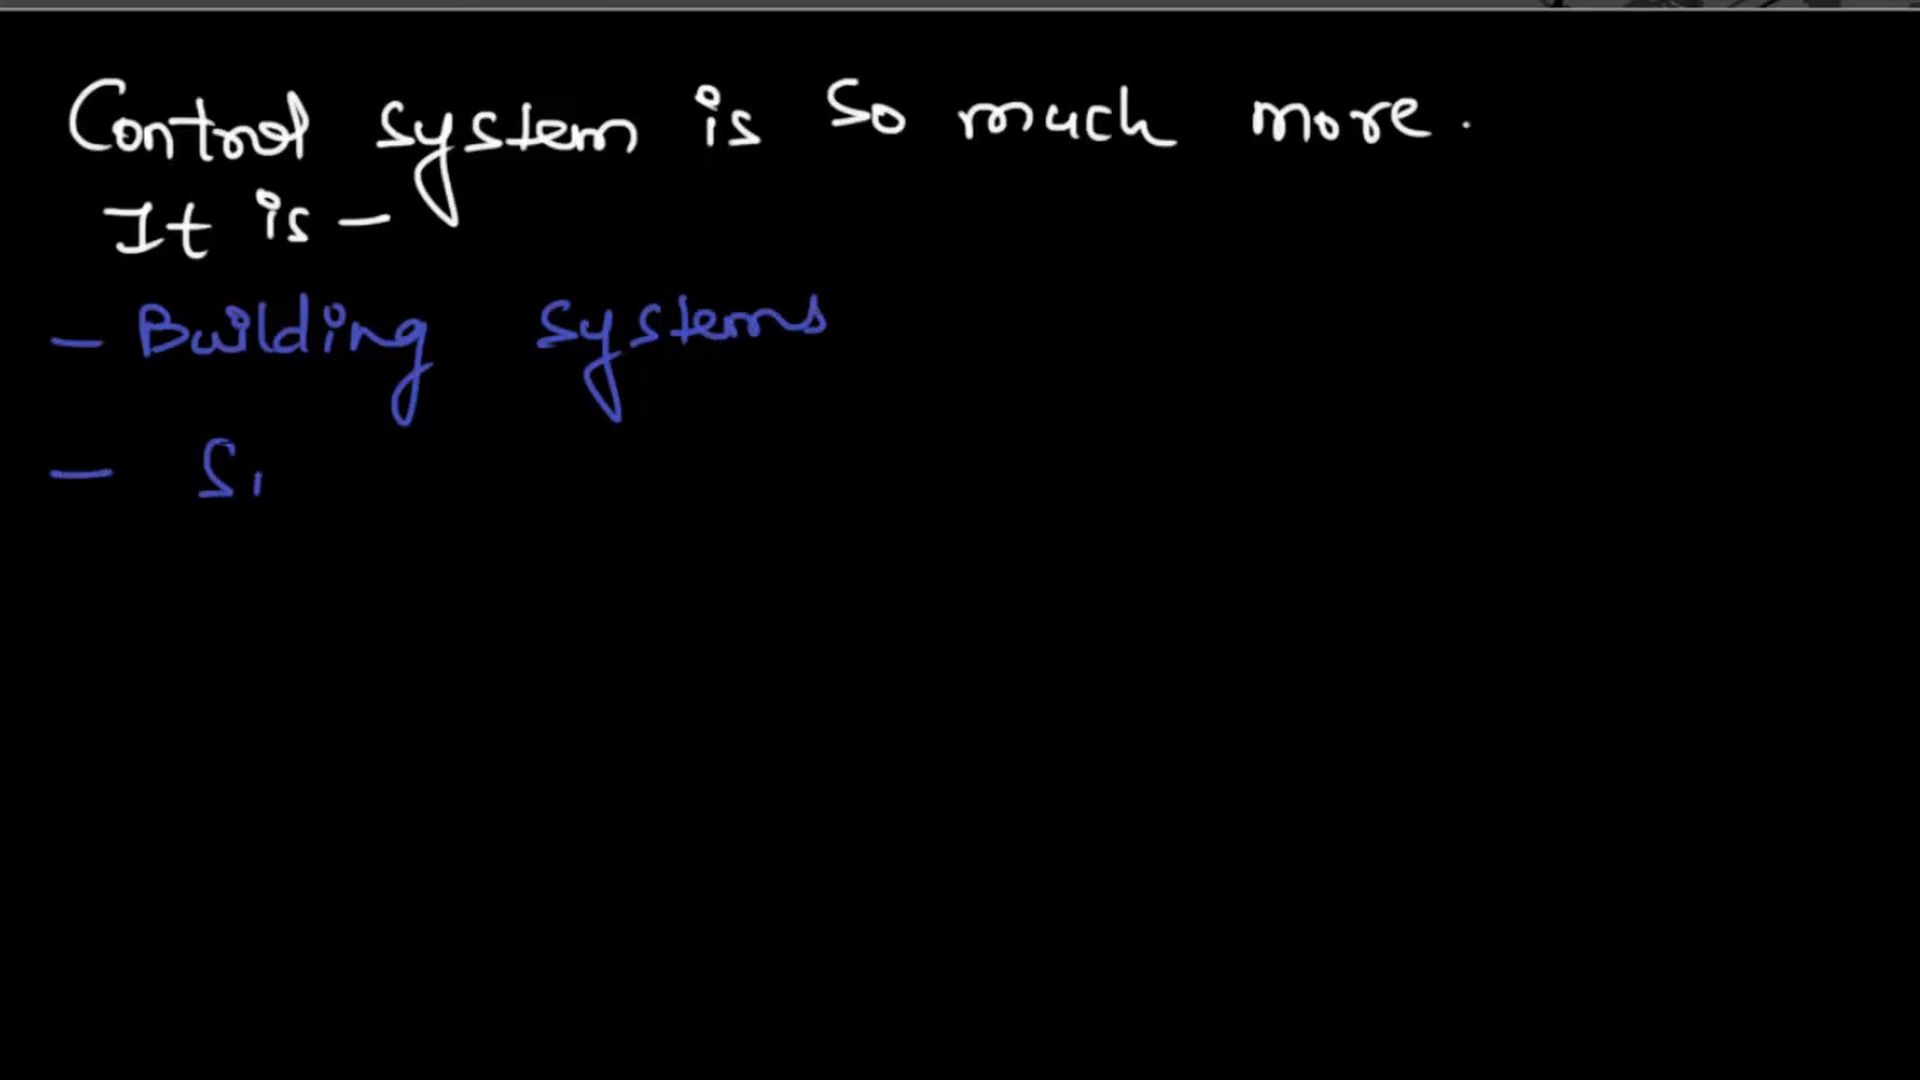 Control system is so much more.
It is -
- Building systems
- S